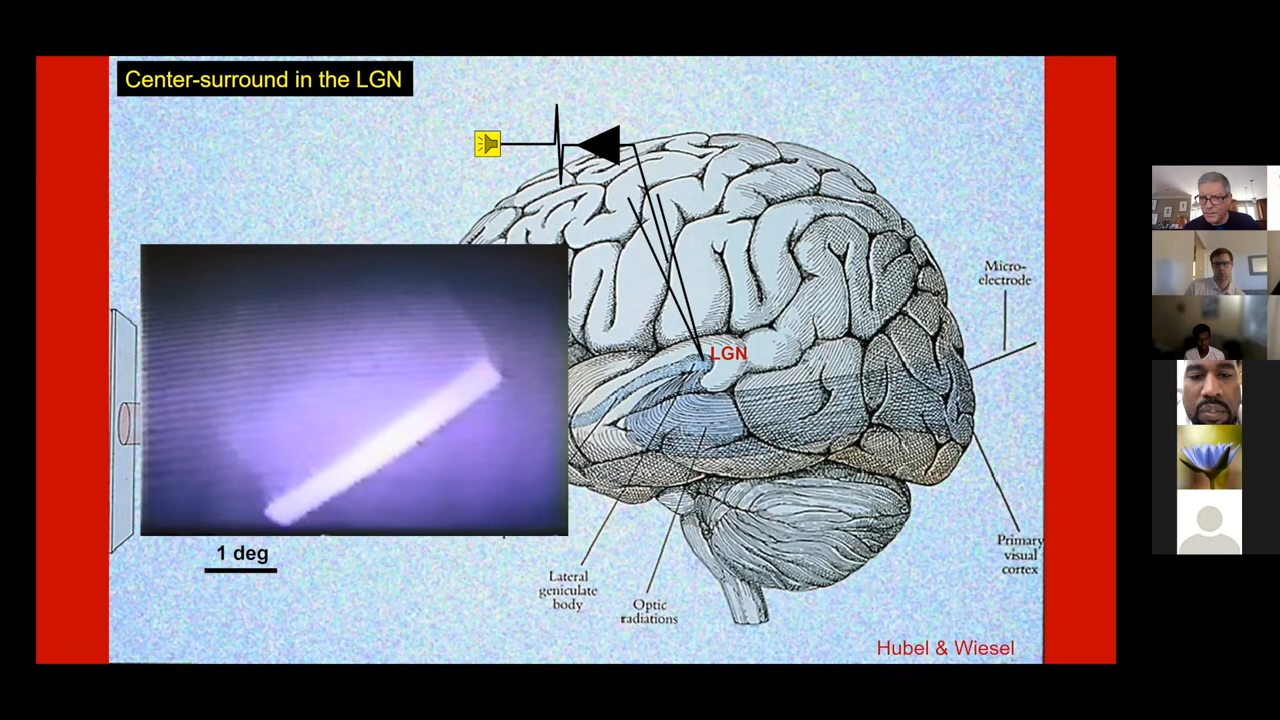 Center-surround in the LGN
Micro-
electrode
LGN
1 deg
Primary
visual
cortex
Lateral
geniculate
body
Optic
radiations
Hubel & Wiesel